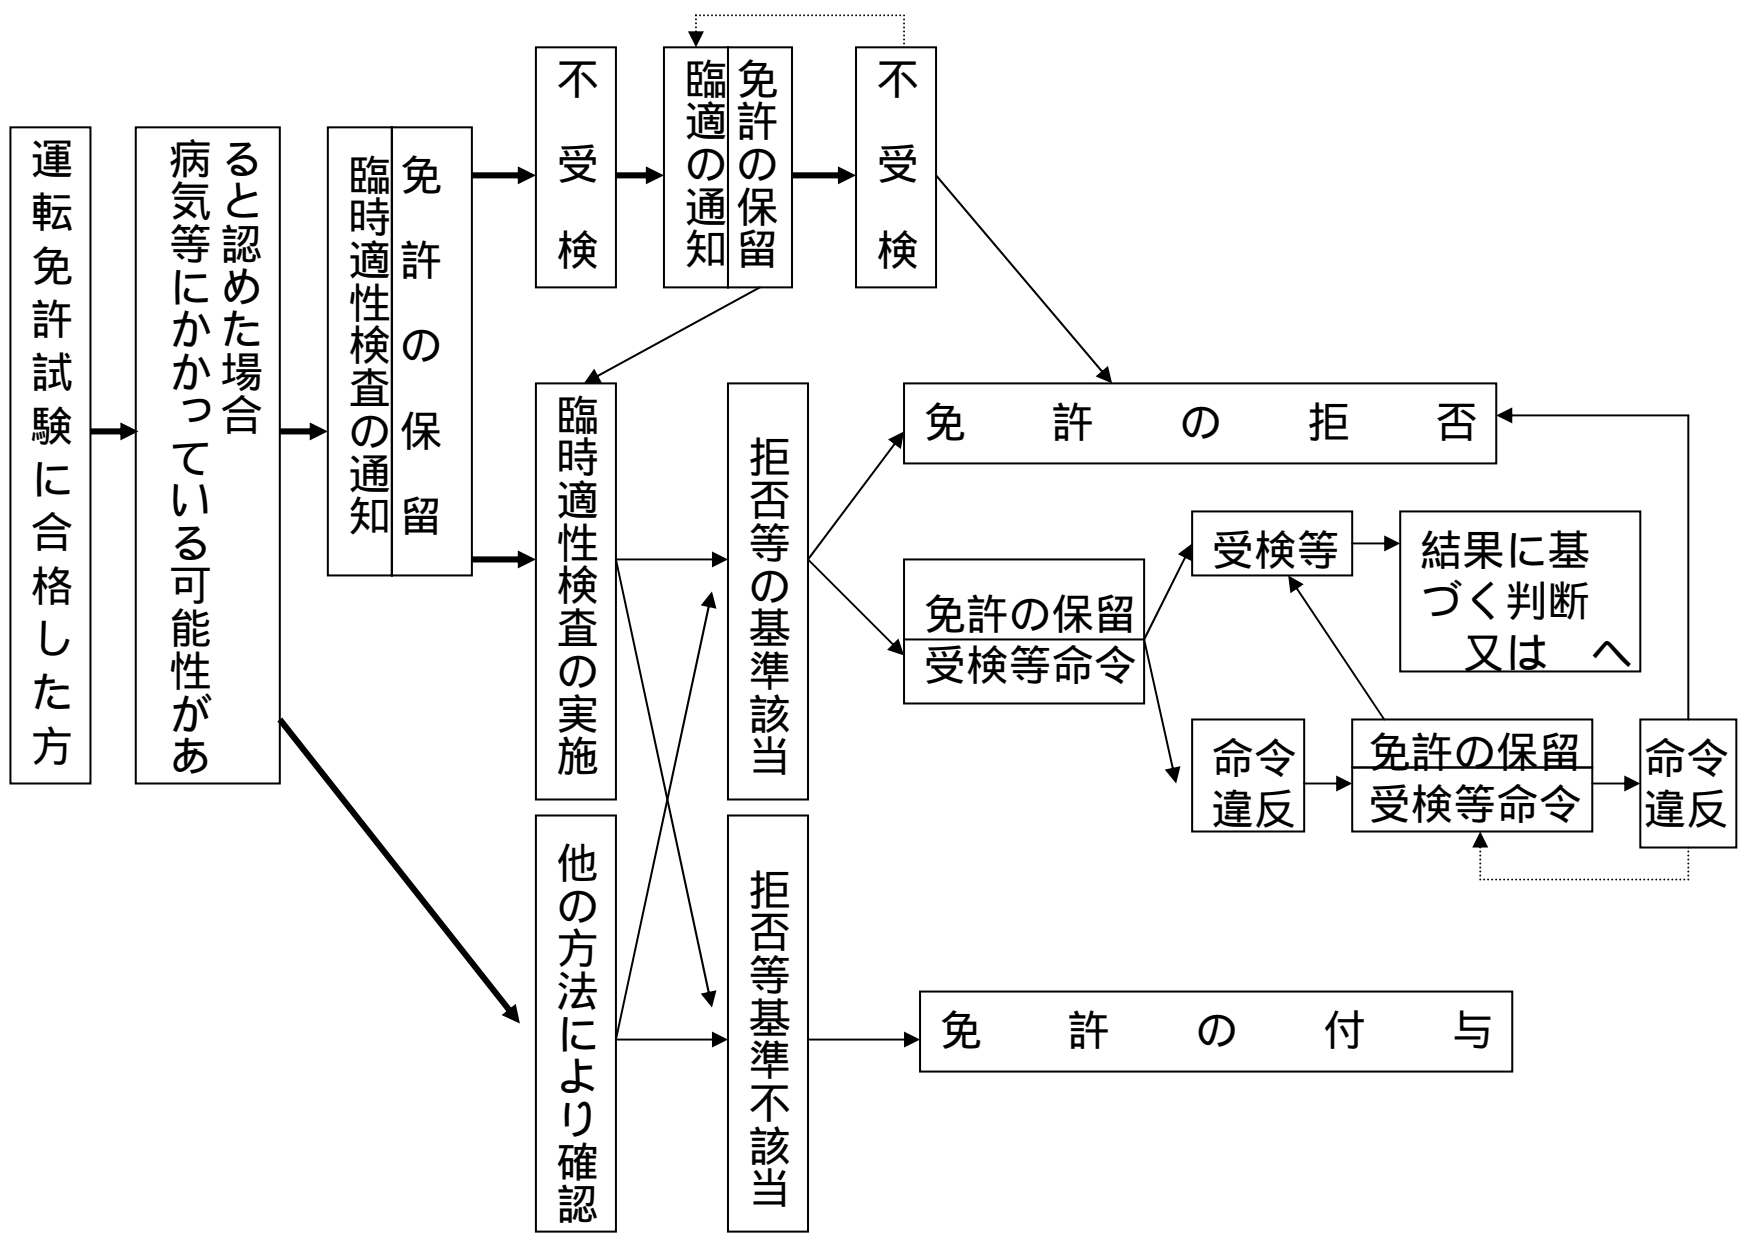 運転免許試験に合格した方
病気等にかかっている可能性があ
ると認めた場合
臨時適性検査の通知
免許の保留
不受検
臨適の通知
免許の保留
不受検
臨時適性検査の実施
他の方法により確認
拒否等の基準該当
拒否等基準不該当
免許の拒否
免許の保留
受検等命令
受検等
結果に基
づく判断
又は　へ
命令
違反
免許の保留
受検等命令
命令
違反
免許の付与